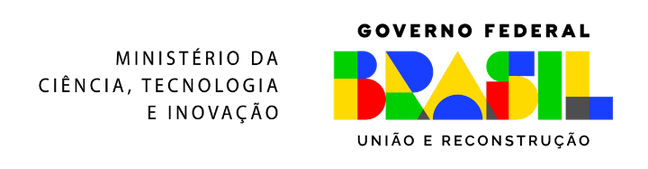 MINISTÉRIO DA
CIÊNCIA, TECNOLOGIA
E INOVAÇÃO
GOVERNO FEDERAL
BRASIL
UNIÃO E RECONSTRUÇÃO